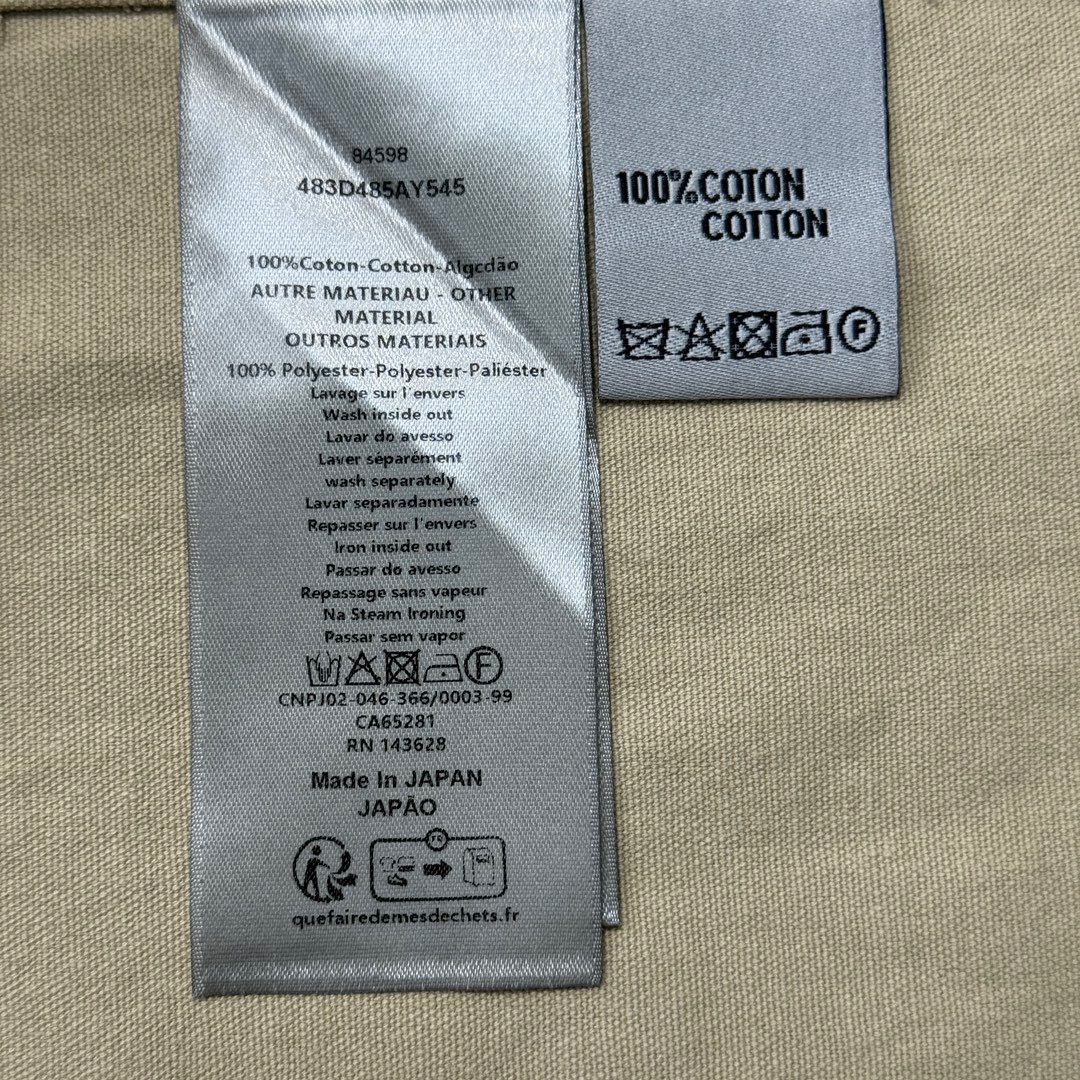 84598
483D485AY545
100%Coton-Cotton-Algcdão
AUTRE MATERIAU - OTHER
MATERIAL
OUTROS MATERIAIS
100% Polyester-Polyester-Paliéster
Lavage sur l'envers
Wash inside out
Lavar do avesso
Laver séparément
wash separately
Lavar separadamente
Repasser sur l'envers
Iron inside out
Passar do avesso
Repassage sans vapeur
Na Steam Ironing
Passar sem vapor
F
CNPJ02-046-366/0003-99
CA65281
RN 143628
Made In JAPAN
JAPÃO
FR
quefairedemesdechets.fr
100%COTON
COTTON
F